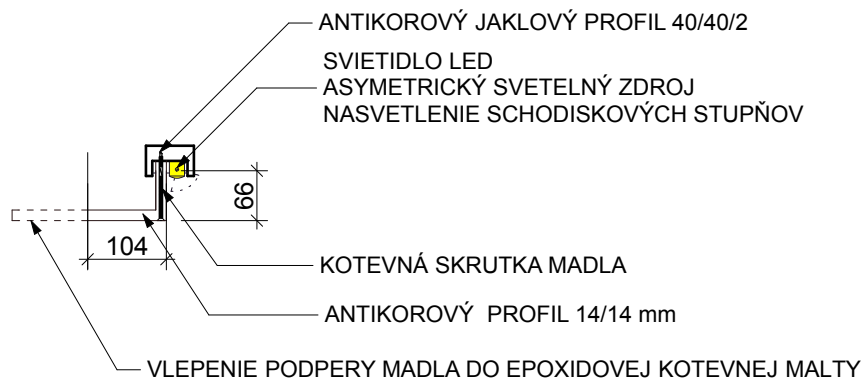 ANTIKOROVÝ JAKLOVÝ PROFIL 40/40/2
SVIETIDLO LED
ASYMETRICKÝ SVETELNÝ ZDROJ
NASVETLENIE SCHODISKOVÝCH STUPŇOV
66
104
KOTEVNÁ SKRUTKA MADLA
ANTIKOROVÝ PROFIL 14/14 mm
VLEPENIE PODPERY MADLA DO EPOXIDOVEJ KOTEVNEJ MALTY